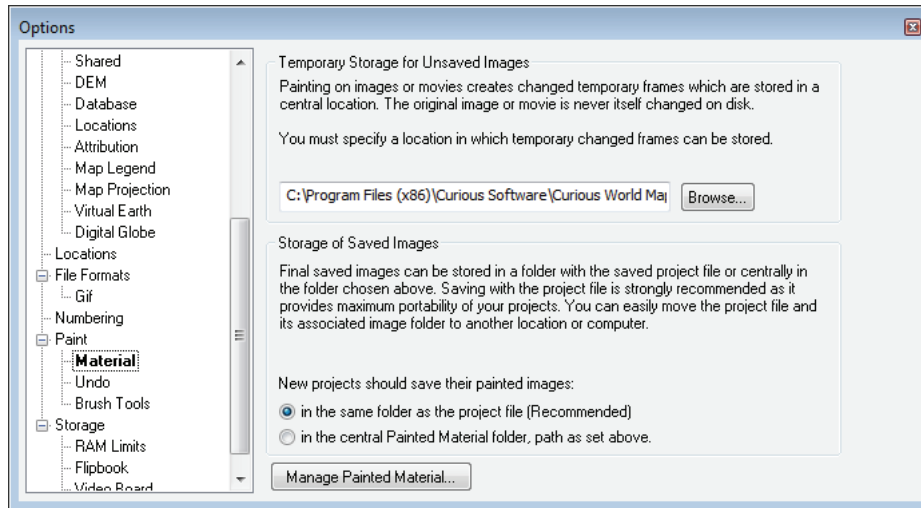 Options
Shared
DEM
Database
Locations
Attribution
Map Legend
Map Projection
Virtual Earth
Digital Globe
Locations
File Formats
Gif
Numbering
Paint
Material
Undo
Brush Tools
Storage
RAM Limits
Flipbook
Video Board
Temporary Storage for Unsaved Images
Painting on images or movies creates changed temporary frames which are stored in a
central location. The original image or movie is never itself changed on disk.
You must specify a location in which temporary changed frames can be stored.
C:\Program Files (x86)\Curious Software\Curious World Map
Browse...
Storage of Saved Images
Final saved images can be stored in a folder with the saved project file or centrally in
the folder chosen above. Saving with the project file is strongly recommended as it
provides maximum portability of your projects. You can easily move the project file and
its associated image folder to another location or computer.
New projects should save their painted images:
in the same folder as the project file (Recommended)
in the central Painted Material folder, path as set above.
Manage Painted Material...